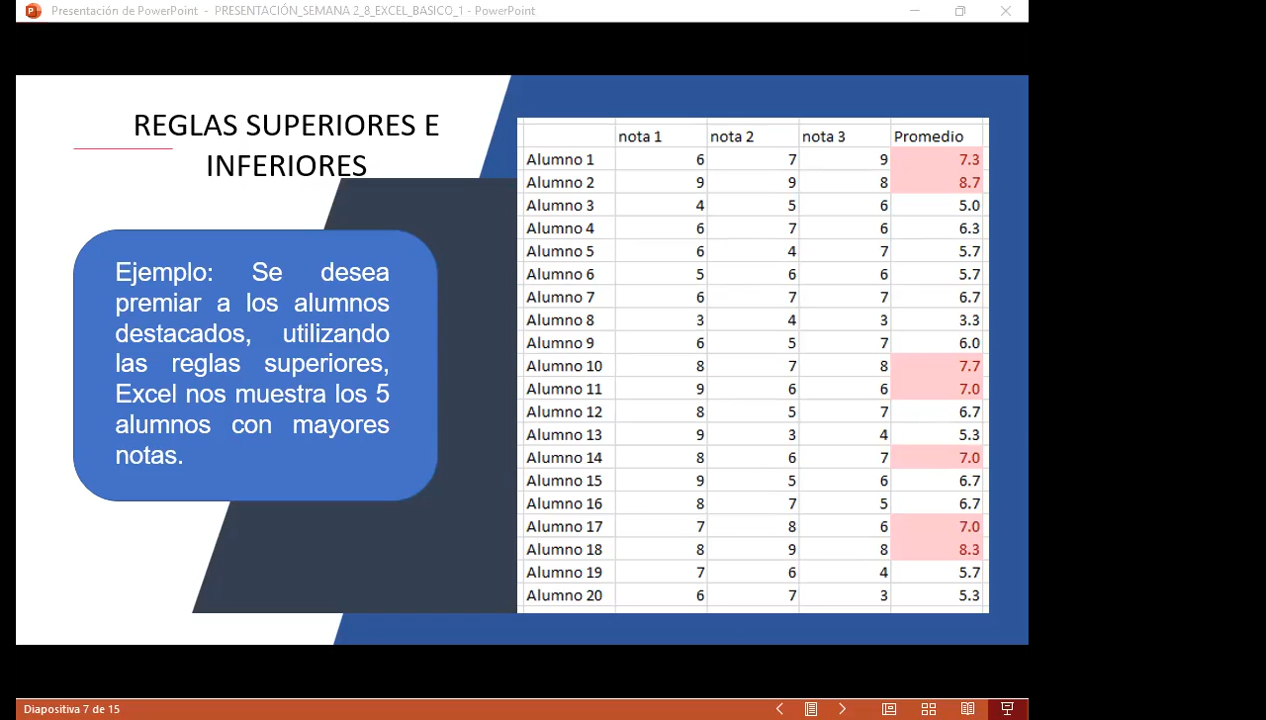 Presentación de PowerPoint - PRESENTACIÓN_SEMANA 2_8_EXCEL_BASICO_1 - PowerPoint
REGLAS SUPERIORES E
INFERIORES
Ejemplo: Se desea
premiar a los alumnos
destacados, utilizando
las reglas superiores,
Excel nos muestra los 5
alumnos con mayores
notas.
nota 1 nota 2 nota 3 Promedio
Alumno 1 6 7 9 7.3
Alumno 2 9 9 8 8.7
Alumno 3 4 5 6 5.0
Alumno 4 6 7 6 6.3
Alumno 5 6 4 7 5.7
Alumno 6 5 6 6 5.7
Alumno 7 6 7 7 6.7
Alumno 8 3 4 3 3.3
Alumno 9 6 5 7 6.0
Alumno 10 8 7 8 7.7
Alumno 11 9 6 6 7.0
Alumno 12 8 5 7 6.7
Alumno 13 9 3 4 5.3
Alumno 14 8 6 7 7.0
Alumno 15 9 5 6 6.7
Alumno 16 8 7 5 6.7
Alumno 17 7 8 6 7.0
Alumno 18 8 9 8 8.3
Alumno 19 7 6 4 5.7
Alumno 20 6 7 3 5.3
Diapositiva 7 de 15